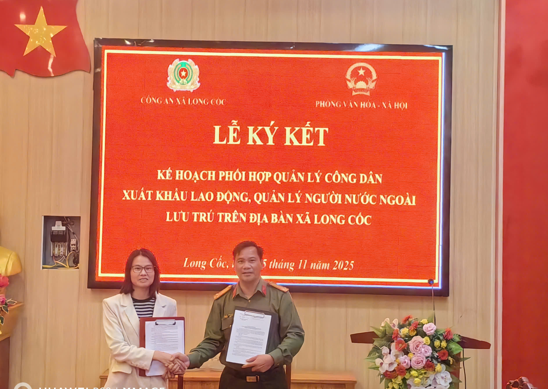 CÔNG AN XÃ LONG CỐC
PHÒNG VĂN HÓA - XÃ HỘI
LỄ KÝ KẾT
KẾ HOẠCH PHỐI HỢP QUẢN LÝ CÔNG DÂN
XUẤT KHẨU LAO ĐỘNG, QUẢN LÝ NGƯỜI NƯỚC NGOÀI
LƯU TRÚ TRÊN ĐỊA BÀN XÃ LONG CỐC
Long Cốc, 5 tháng 11 năm 2025